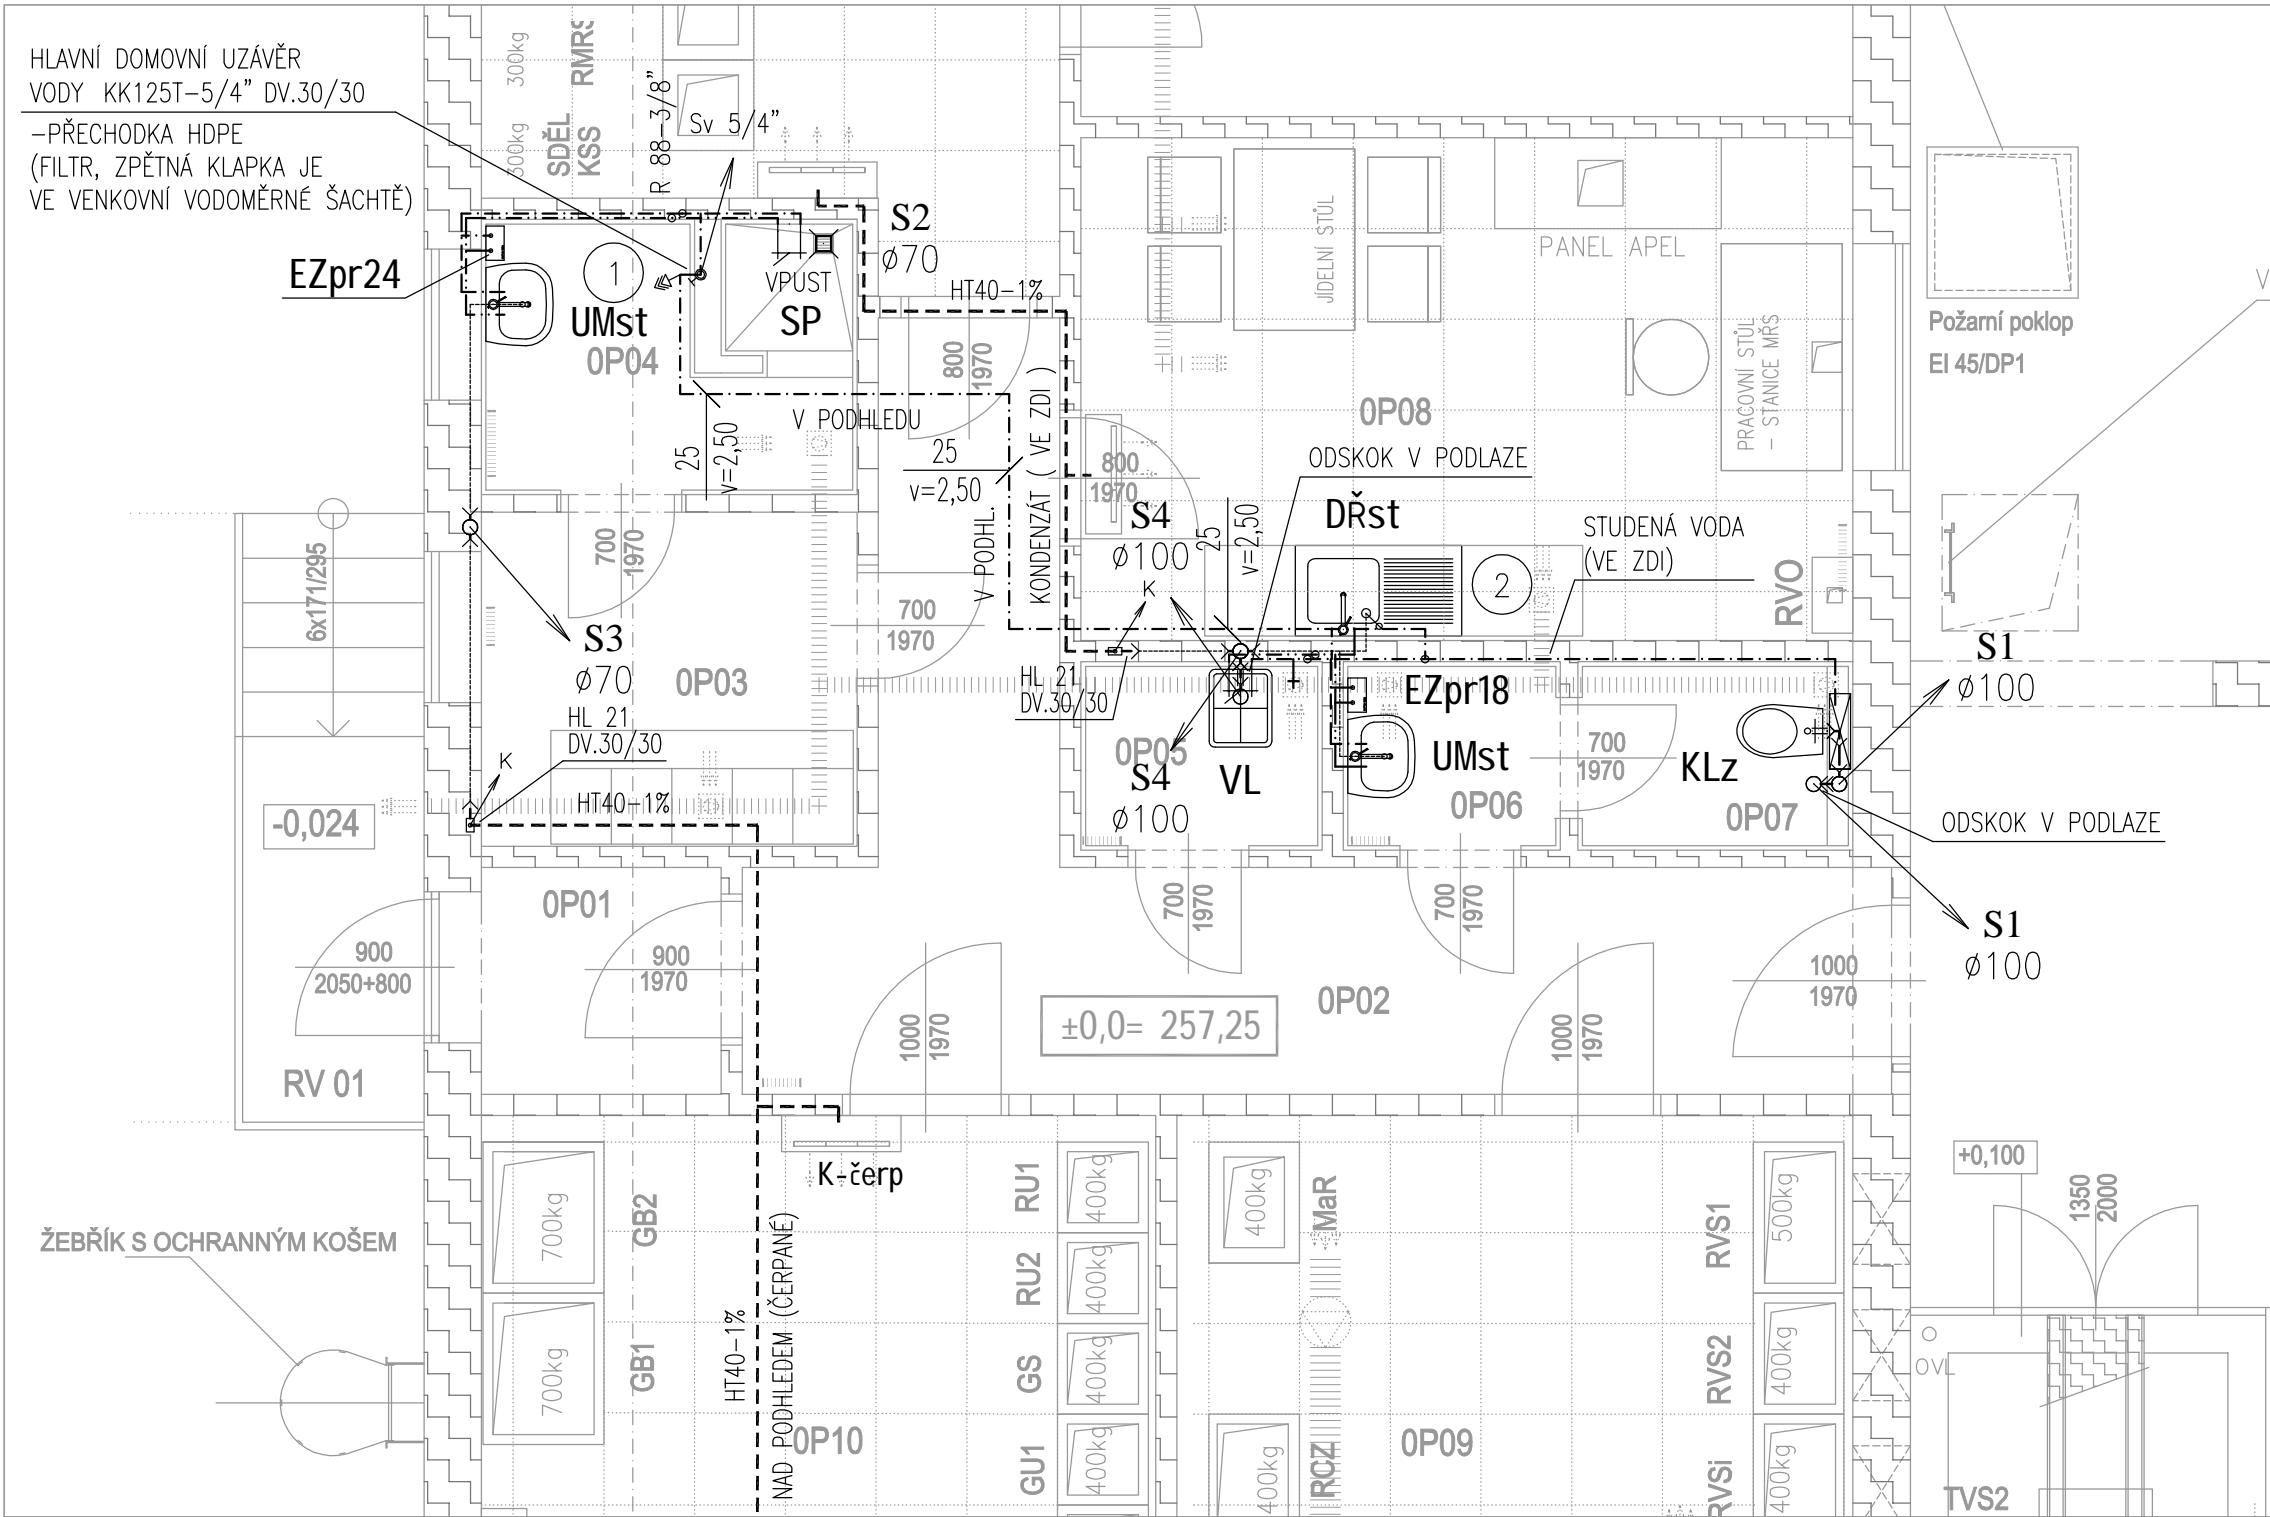 HLAVNÍ DOMOVNÍ UZÁVĚR
VODY KK125T-5/4" DV.30/30
-PŘECHODKA HDPE
(FILTR, ZPĚTNÁ KLAPKA JE
VE VENKOVNÍ VODOMĚRNÉ ŠACHTĚ)
300kg
300kg
SDĚL
KSS
R 88-3/8"
Sv 5/4"
S2
ø70
EZpr24
1
UMst
0P04
VPUST
SP
HT40-1%
800
1970
JÍDELNÍ STŮL
PANEL APEL
PRACOVNÍ STŮL
- STANICE MŘS
0P08
Požární poklop
EI 45/DP1
V
25
v=2,50
V PODHLEDU
25
v=2,50
V PODHL.
KONDENZÁT ( VE ZDI )
800
1970
ODSKOK V PODLAZE
S4
ø100
25
v=2,50
DŘst
2
STUDENÁ VODA
(VE ZDI)
RVO
6x171/295
700
1970
S3
ø70
HL 21
DV.30/30
0P03
700
1970
K
HL 21
DV.30/30
K
HT40-1%
-0,024
0P05
S4
ø100
VL
EZpr18
UMst
0P06
700
1970
KLz
0P07
S1
ø100
ODSKOK V PODLAZE
S1
ø100
0P01
900
2050+800
900
1970
RV 01
700
1970
700
1970
1000
1970
1000
1970
1000
1970
±0,0= 257,25
0P02
K-čerp
ŽEBŘÍK S OCHRANNÝM KOŠEM
700kg
GB2
700kg
GB1
HT40-1%
NAD PODHLEDEM (ČERPANÉ)
0P10
RU1
400kg
RU2
400kg
GS
400kg
GU1
400kg
400kg
MaR
400kg
RCZ
0P09
RVS1
500kg
RVS2
400kg
RVSi
400kg
+0,100
1350
2000
OVL
TVS2